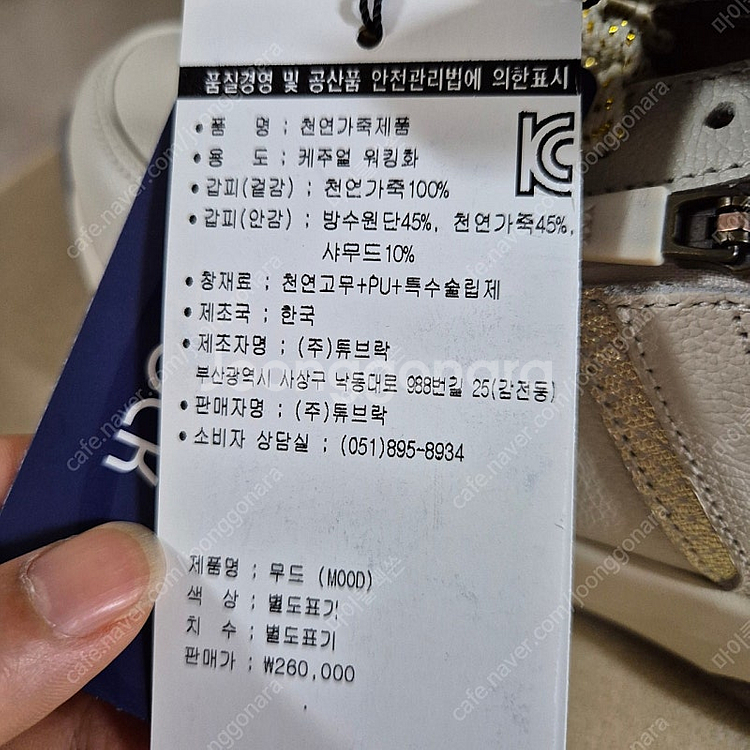 품질경영 및 공산품 안전관리법에 의한표시
• 품 명 ; 천연가죽제품
• 용 도 ; 케주얼 워킹화
• 갑피(겉감) ; 천연가죽100%
• 갑피(안감) ; 방수원단45%, 천연가죽45%,
샤무드10%
• 창재료 ; 천연고무+PU+특수술립제
• 제조국 ; 한국
• 제조자명 ; (주)튜브락
부산광역시 사상구 낙동대로 988번길 25(감전동)
• 판매자명 ; (주)튜브락
• 소비자 상담실 ; (051)895-8934
제품명 ; 무드 (MOOD)
색 상 ; 별도표기
치 수 ; 별도표기
판매가 ; ₩260,000
KC
joonggonara
cafe.naver.com/joonggonara